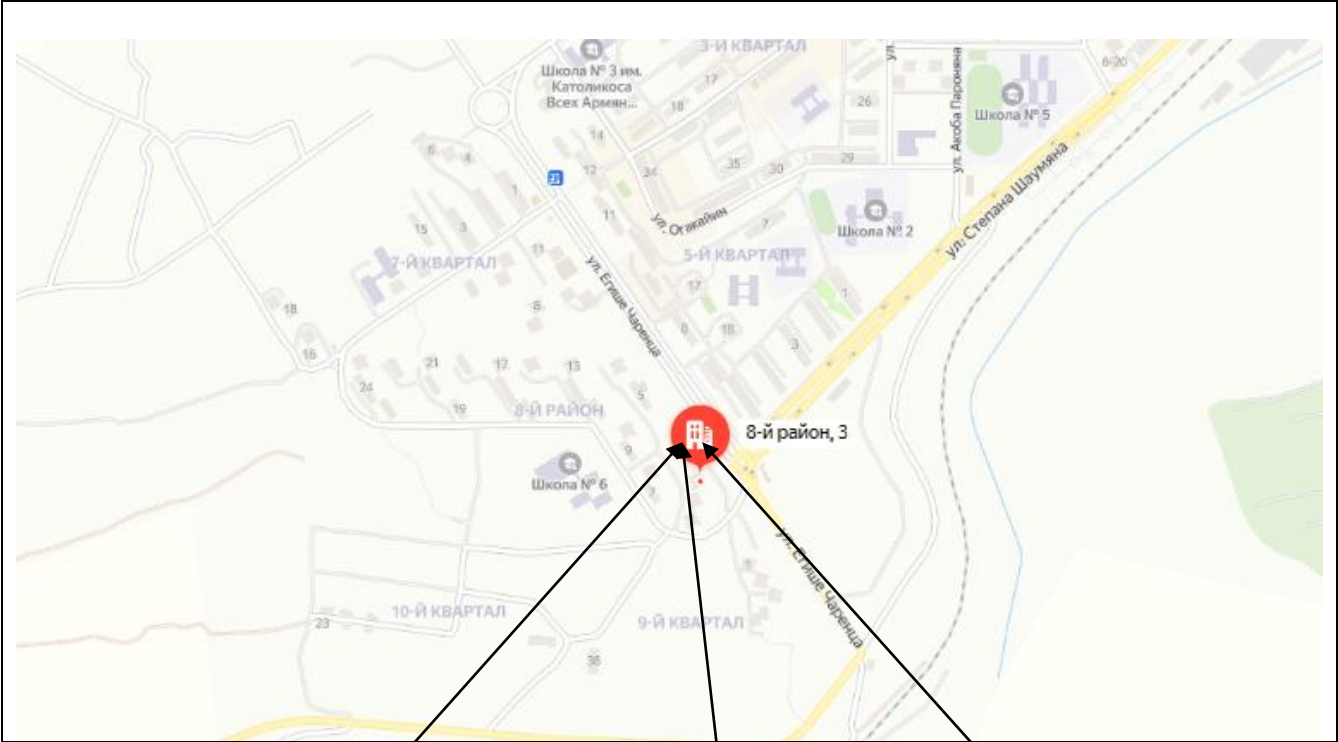 3-Й КВАРТАЛ
Школа № 3 им.
Католикоса
Всех Армян...
17
18
26
ул.
ул. Акоба Пароняна
Школа № 5
6-20
ул. Степана Шаумяна
14
12
34
35
30
29
6
4
1
11
ул. Огакайин
7
Школа № 2
15
3
11
7-Й КВАРТАЛ
5-Й КВАРТАЛ
17
ул. Егише Чаренца
1
18
8
8
18
3
16
21
12
13
24
19
5
8-Й РАЙОН
8-й район, 3
9
Школа № 6
7
ул. Егише Чаренца
10-Й КВАРТАЛ
23
9-Й КВАРТАЛ
38